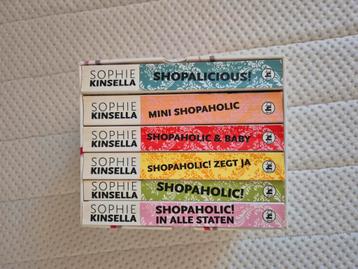 SOPHIE
KINSELLA
SHOPALICIOUS!
SOPHIE
KINSELLA
MINI SHOPAHOLIC
SOPHIE
KINSELLA
SHOPAHOLIC & BABY
SOPHIE
KINSELLA
SHOPAHOLIC! ZEGT JA
SOPHIE
KINSELLA
SHOPAHOLIC!
SOPHIE
KINSELLA
SHOPAHOLIC!
IN ALLE STATEN